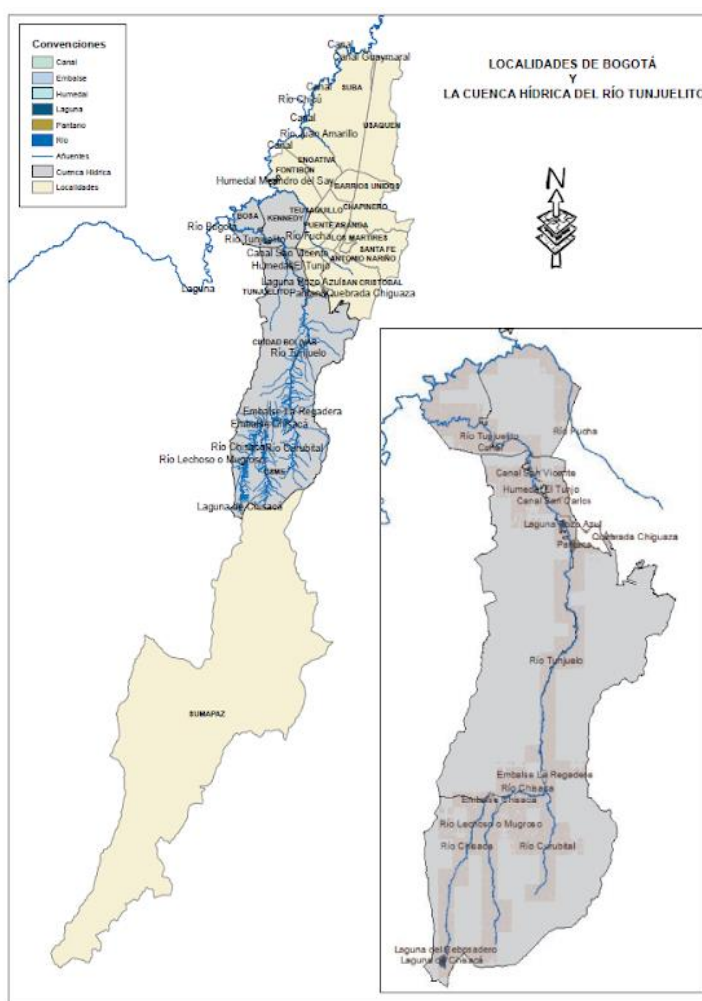 Convenciones
Canal
Embalse
Humedal
Laguna
Pantano
Río
Afluentes
Cuenca Hídrica
Localidades
LOCALIDADES DE BOGOTÁ
Y
LA CUENCA HÍDRICA DEL RÍO TUNJUELITO
N
Canal
Canal Guaymaral
Canal
SUBA
Río Chicú
Canal
USAQUEN
Río Juan Amarillo
Canal
ENGATIVA
FONTIBON
Humedal Meandro del Say
BARRIOS UNIDOS
TEUSAQUILLO
CHAPINERO
BOSA
KENNEDY
Río Bogotá
PUENTE ARANDA
Río Tunjuelito
Río Fucha
LOS MARTIRES
SANTA FE
Canal San Vicente
ANTONIO NARIÑO
Humedal El Tunjo
Laguna
Laguna Pozo Azul
SAN CRISTOBAL
TUNJUELITO
Pantano
Quebrada Chiguaza
CIUDAD BOLIVAR
Río Tunjuelo
Embalse La Regadera
Embalse Chisacá
Río Chisacá
Río Curubital
Río Lechoso o Mugroso
USME
Laguna de Chisacá
SUMAPAZ
Río Fucha
Río Tunjuelito
Canal
Canal San Vicente
Humedal El Tunjo
Canal San Carlos
Laguna Pozo Azul
Pantano
Quebrada Chiguaza
Río Tunjuelo
Embalse La Regadera
Río Chisacá
Embalse Chisacá
Río Lechoso o Mugroso
Río Chisacá
Río Curubital
Laguna del Rebosadero
Laguna de Chisacá